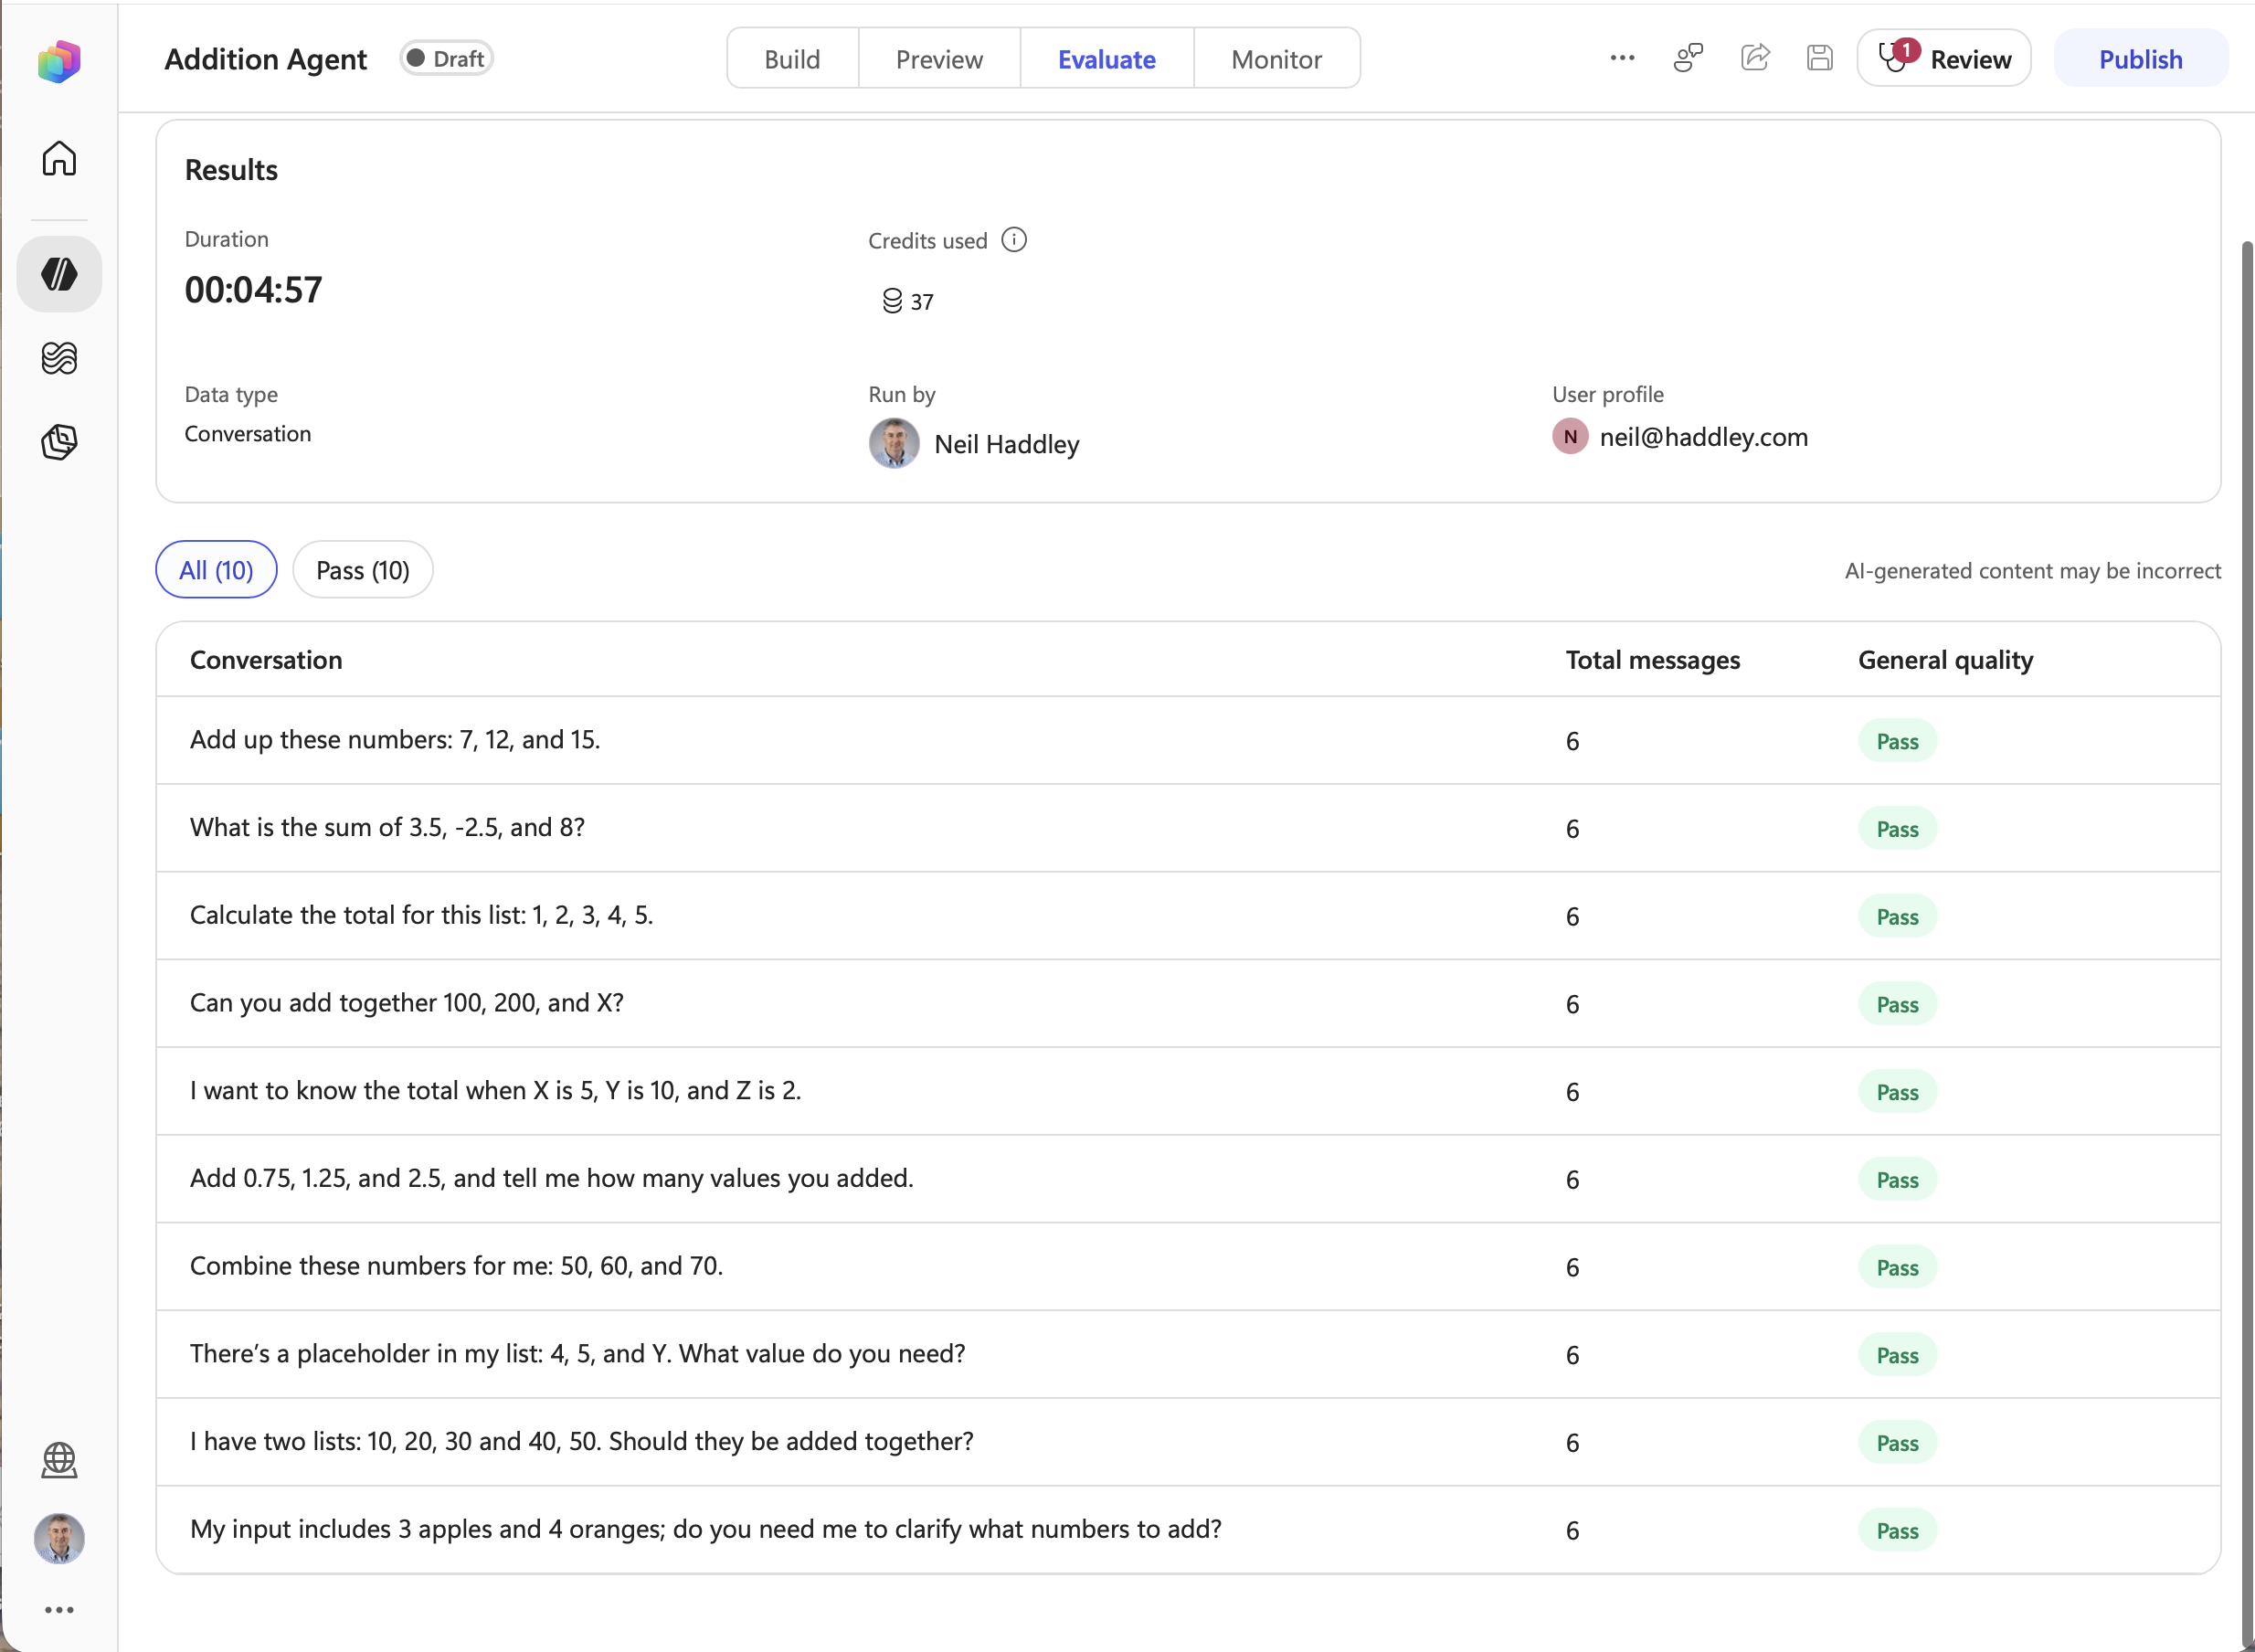 Addition Agent
Draft
Build
Preview
Evaluate
Monitor
1
Review
Publish
Results
Duration
00:04:57
Credits used
37
Data type
Conversation
Run by
Neil Haddley
User profile
N
neil@haddley.com
All (10)
Pass (10)
AI-generated content may be incorrect
Conversation
Total messages
General quality
Add up these numbers: 7, 12, and 15.
6
Pass
What is the sum of 3.5, -2.5, and 8?
6
Pass
Calculate the total for this list: 1, 2, 3, 4, 5.
6
Pass
Can you add together 100, 200, and X?
6
Pass
I want to know the total when X is 5, Y is 10, and Z is 2.
6
Pass
Add 0.75, 1.25, and 2.5, and tell me how many values you added.
6
Pass
Combine these numbers for me: 50, 60, and 70.
6
Pass
There’s a placeholder in my list: 4, 5, and Y. What value do you need?
6
Pass
I have two lists: 10, 20, 30 and 40, 50. Should they be added together?
6
Pass
My input includes 3 apples and 4 oranges; do you need me to clarify what numbers to add?
6
Pass